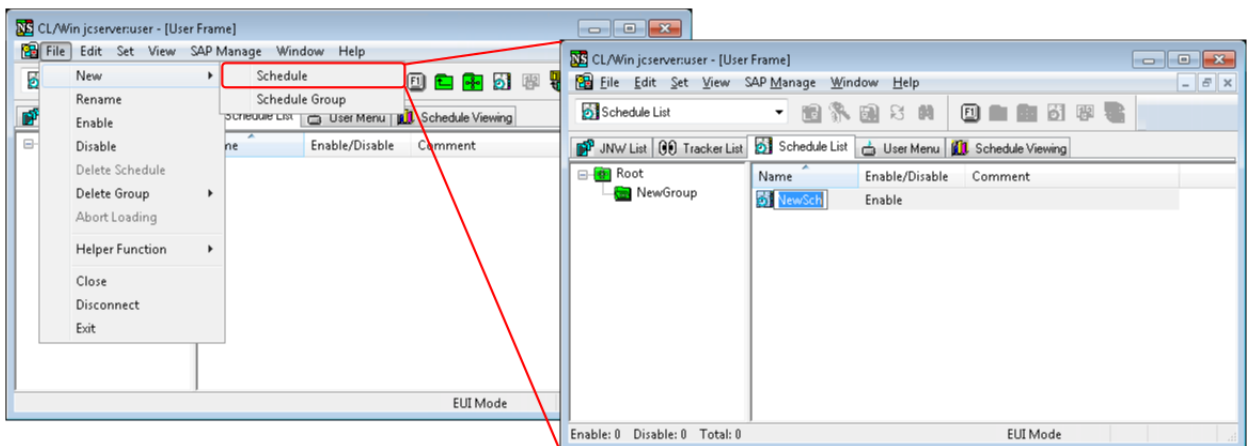 CL/Win jcserver:user - [User Frame]
File Edit Set View SAP Manage Window Help
New
Rename
Enable
Disable
Delete Schedule
Delete Group
Abort Loading
Helper Function
Close
Disconnect
Exit
Schedule
Schedule Group
F1
Schedule List User Menu Schedule Viewing
me Enable/Disable Comment
EUI Mode
CL/Win jcserver:user - [User Frame]
File Edit Set View SAP Manage Window Help
Schedule List
F1
JNW List Tracker List Schedule List User Menu Schedule Viewing
Root
NewGroup
Name Enable/Disable Comment
NewSch Enable
Enable: 0 Disable: 0 Total: 0 EUI Mode